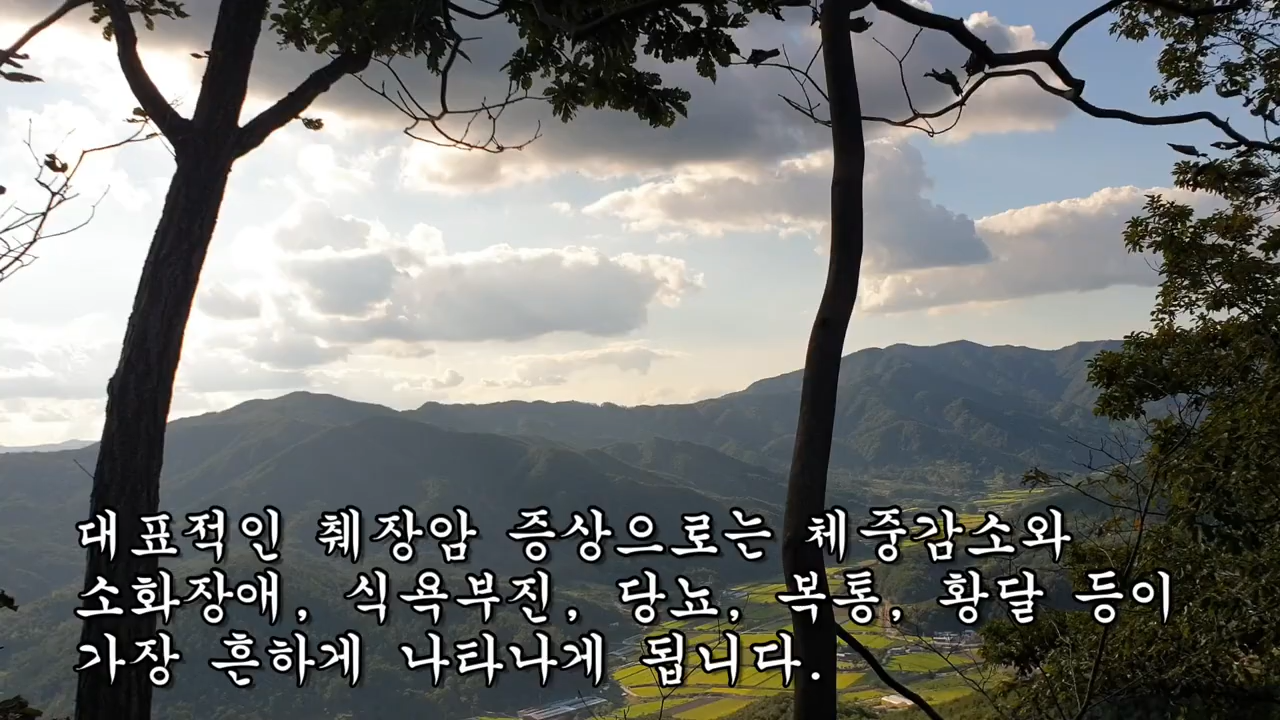 대표적인 췌장암 증상으로는 체중감소와
소화장애, 식욕부진, 당뇨, 복통, 황달 등이
가장 흔하게 나타나게 됩니다.